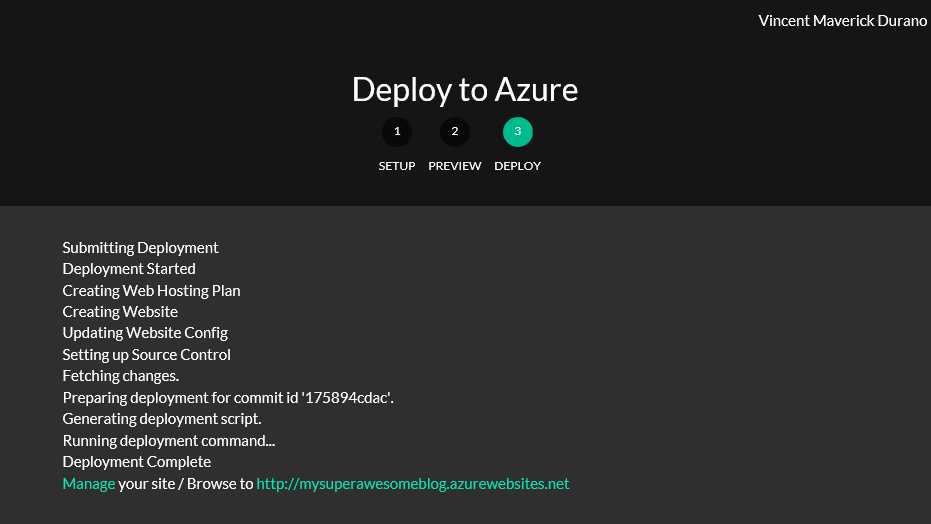 Vincent Maverick Durano
Deploy to Azure
1 2 3
SETUP PREVIEW DEPLOY
Submitting Deployment
Deployment Started
Creating Web Hosting Plan
Creating Website
Updating Website Config
Setting up Source Control
Fetching changes.
Preparing deployment for commit id '175894cdac'.
Generating deployment script.
Running deployment command...
Deployment Complete
Manage your site / Browse to http://mysuperawesomeblog.azurewebsites.net